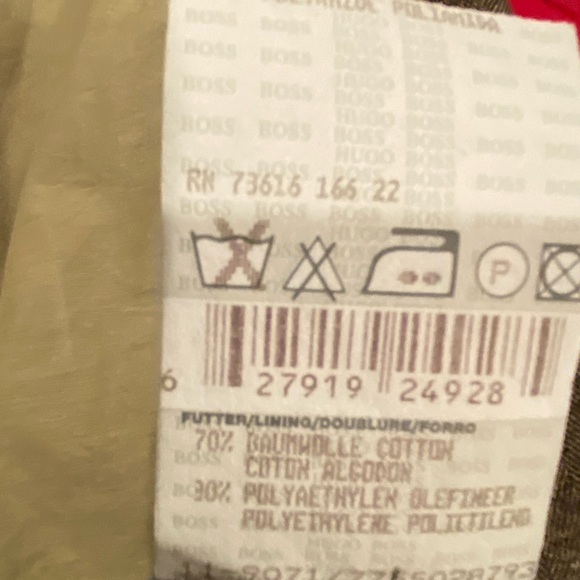 POLIAMIDA
RN 73616 166 22
P
6 27919 24928
FUTTER/LINING/DOUBLURE/FORRO
70% BAUMWOLLE COTTON
COTON ALGODON
30% POLYAETHYLEN OLEFINEER
POLYETHYLENE POLIETILENO